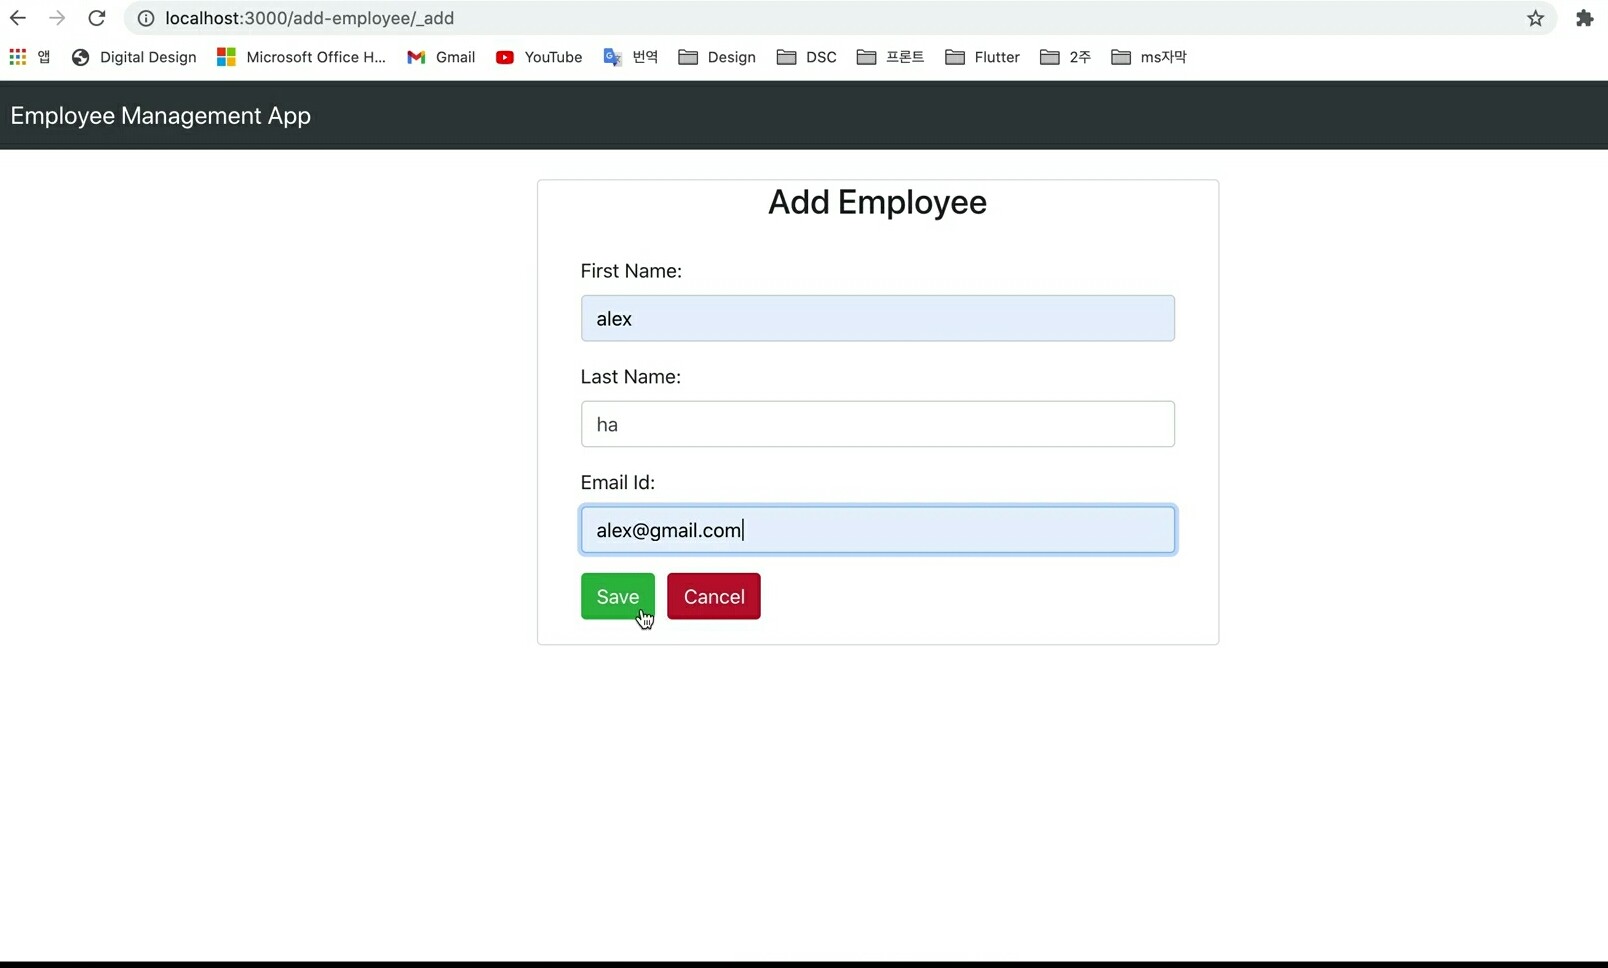 localhost:3000/add-employee/_add
앱 Digital Design Microsoft Office H... Gmail YouTube 번역 Design DSC 프론트 Flutter 2주 ms자막
Employee Management App
Add Employee
First Name:
alex
Last Name:
ha
Email Id:
alex@gmail.com
Save Cancel